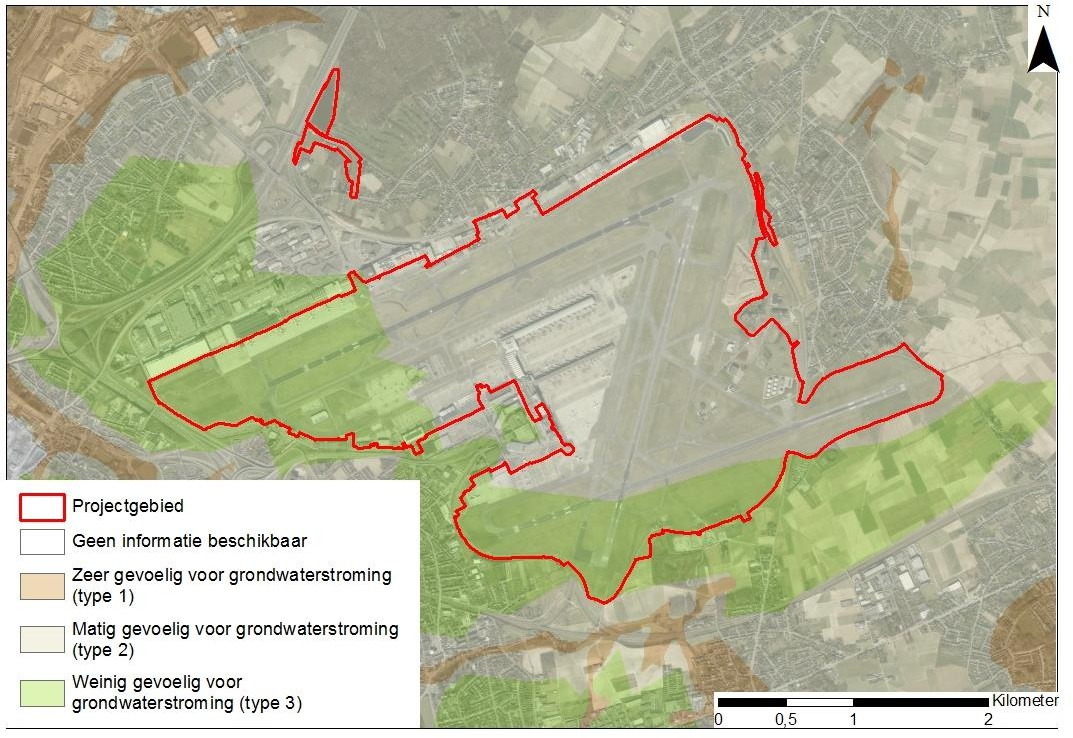 N
Projectgebied
Geen informatie beschikbaar
Zeer gevoelig voor grondwaterstroming
(type 1)
Matig gevoelig voor grondwaterstroming
(type 2)
Weinig gevoelig voor
grondwaterstroming (type 3)
Kilometer
0 0,5 1 2